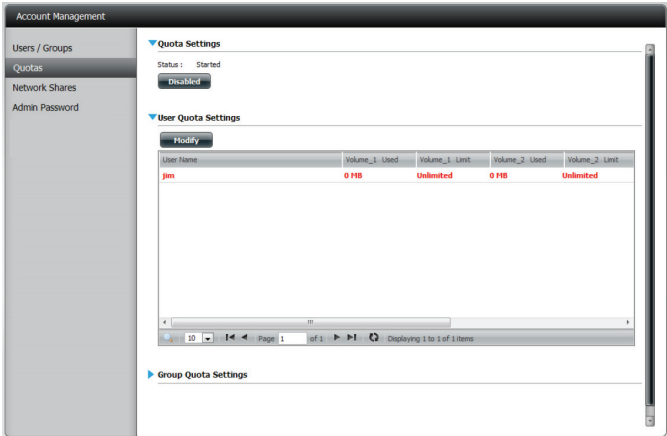 Account Management
Users / Groups
Quotas
Network Shares
Admin Password
Quota Settings
Status : Started
Disabled
User Quota Settings
Modify
User Name Volume_1 Used Volume_1 Limit Volume_2 Used Volume_2 Limit
Jim 0 MB Unlimited 0 MB Unlimited
10 Page 1 of 1 Displaying 1 to 1 of 1 items
Group Quota Settings